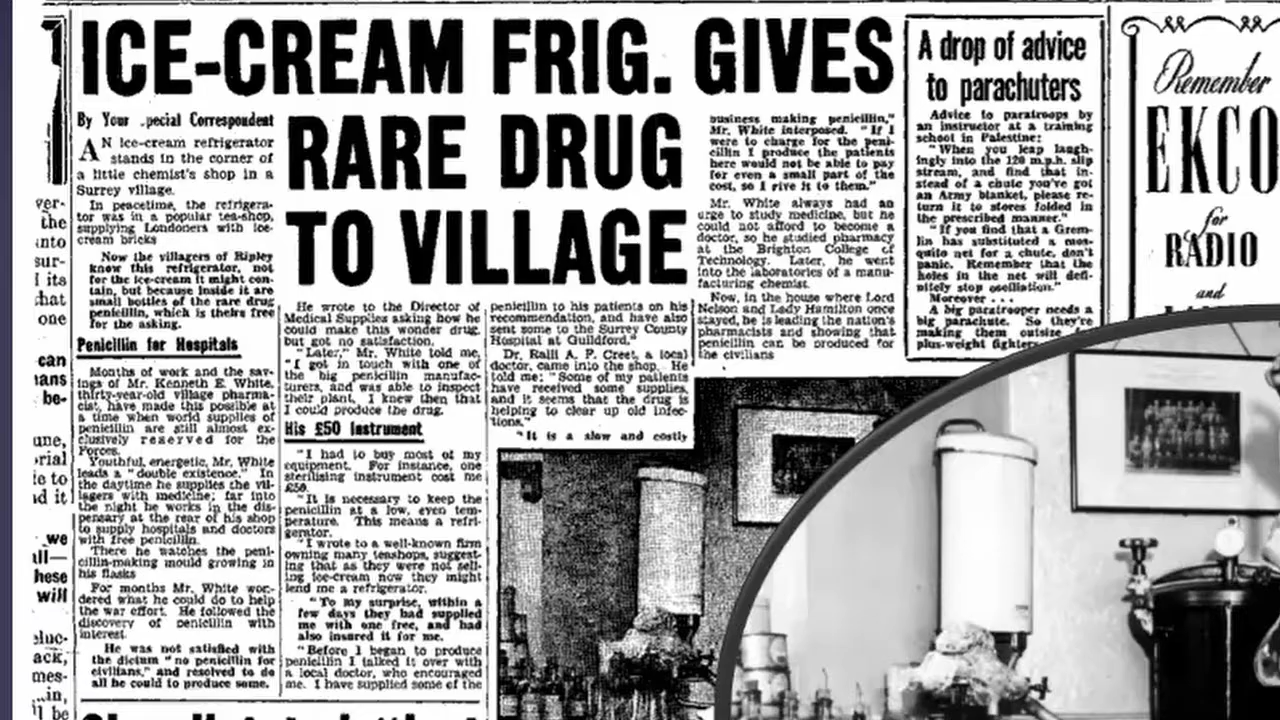 ICE-CREAM FRIG. GIVES
RARE DRUG
TO VILLAGE
By Your Special Correspondent
AN ice-cream refrigerator
stands in the corner of
a little chemist's shop in a
Surrey village.
In peacetime, the refrigera-
tor was in a popular tea-shop,
supplying Londoners with ice-
cream bricks
Now the villagers of Ripley
know this refrigerator, not
for the ice-cream it might con-
tain, but because inside it are
small bottles of the rare drug
penicillin, which is theirs free
for the asking.
Penicillin for Hospitals
Months of work and the sav-
ings of Mr. Kenneth E. White,
thirty-year-old village pharma-
cist, have made this possible at
a time when world supplies of
penicillin are still almost ex-
clusively reserved for the
Forces.
Youthful, energetic, Mr. White
leads a "double existence." In
the daytime he supplies the vil-
lagers with medicine; far into
the night he works in the dis-
pensary at the rear of his shop
to supply hospitals and doctors
with free penicillin.
There he watches the peni-
cillin-making mould growing in
his flasks
For months Mr. White won-
dered what he could do to help
the war effort. He followed the
discovery of penicillin with
interest.
He was not satisfied with
the dictum "no penicillin for
civilians," and resolved to do
all he could to produce some.
He wrote to the Director of
Medical Supplies asking how he
could make this wonder drug,
but got no satisfaction.
"Later," Mr. White told me,
"I got in touch with one of
the big penicillin manufac-
turers, and was able to inspect
their plant. I knew then that
I could produce the drug.
His £50 Instrument
"I had to buy most of my
equipment. For instance, one
sterilising instrument cost me
£50.
"It is necessary to keep the
penicillin at a low, even tem-
perature. This means a refri-
gerator.
"I wrote to a well-known firm
owning many teashops, suggest-
ing that as they were not sell-
ing ice-cream now they might
lend me a refrigerator.
"To my surprise, within a
few days they had supplied
me with one free, and had
also insured it for me.
"Before I began to produce
penicillin I talked it over with
a local doctor, who encouraged
me. I have supplied some of the
penicillin to his patients on his
recommendation, and have also
sent some to the Surrey County
Hospital at Guildford."
Dr. Ralli A. P. Creet, a local
doctor, came into the shop. He
told me: "Some of my patients
have received some supplies,
and it seems that the drug is
helping to clear up old infec-
tions."
"It is a slow and costly
business making penicillin,"
Mr. White interposed. "If I
were to charge for the peni-
cillin I produce the patients
here would not be able to pay
for even a small part of the
cost, so I give it to them."
Mr. White always had an
urge to study medicine, but he
could not afford to become a
doctor, so he studied pharmacy
at the Brighton College of
Technology. Later, he went
into the laboratories of a manu-
facturing chemist.
Now, in the house where Lord
Nelson and Lady Hamilton once
stayed, he is leading the nation's
pharmacists and showing that
penicillin can be produced for
the civilians
A drop of advice
to parachuters
Advice to paratroops by
an instructor at a training
school in Palestine:
"When you leap laugh-
ingly into the 120 m.p.h. slip
stream, and find that in-
stead of a chute you've got
an Army blanket, please re-
turn it to stores folded in
the prescribed manner."
"If you find that a Grem-
lin has substituted a mos-
quito net for a chute, don't
panic. Remember that the
holes in the net will defi-
nitely stop oscillation."
Moreover . . .
A big paratrooper needs a
big parachute. So they're
making them outsize for
plus-weight fighters
Remember
EKCO
for
RADIO
and